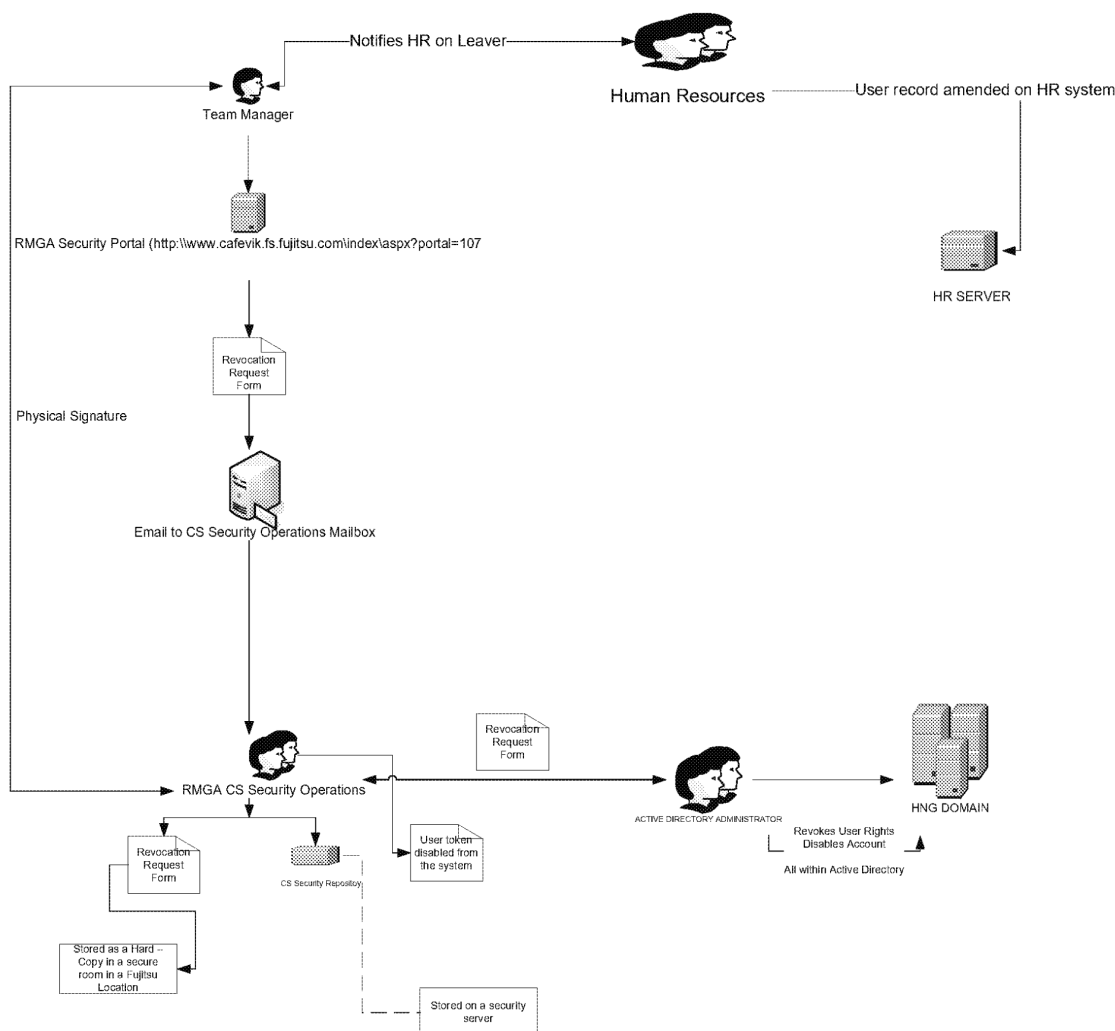 Notifies HR on Leaver
Human Resources
User record amended on HR system
Team Manager
RMGA Security Portal (http:\\www.cafevik.fs.fujitsu.com\index\aspx?portal=107
HR SERVER
Revocation
Request
Form
Physical Signature
Email to CS Security Operations Mailbox
Revocation
Request
Form
RMGA CS Security Operations
ACTIVE DIRECTORY ADMINISTRATOR
HNG DOMAIN
Revokes User Rights
Disables Account
All within Active Directory
Revocation
Request
Form
CS Security Repository
User token
disabled from
the system
Stored as a Hard –
Copy in a secure
room in a Fujitsu
Location
Stored on a security
server